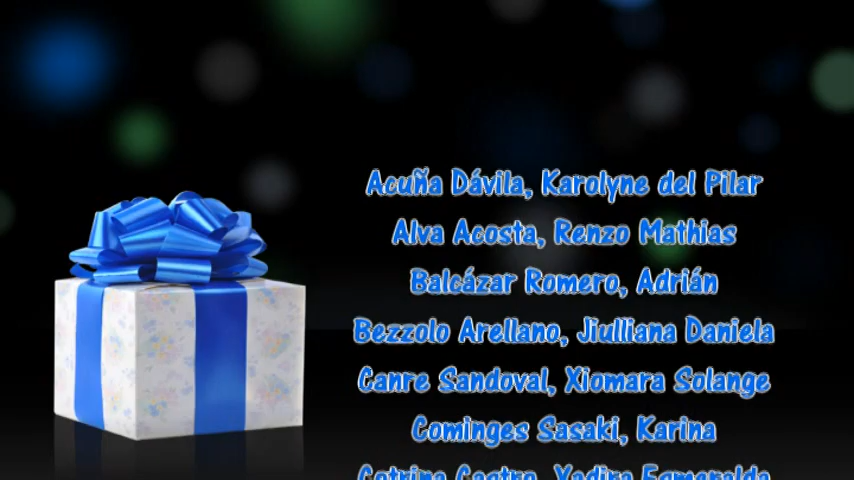 Acuña Dávila, Karolyne del Pilar
Alva Acosta, Renzo Mathias
Balcázar Romero, Adrián
Bezzolo Arellano, Jiulliana Daniela
Canre Sandoval, Xiomara Solange
Cominges Sasaki, Karina